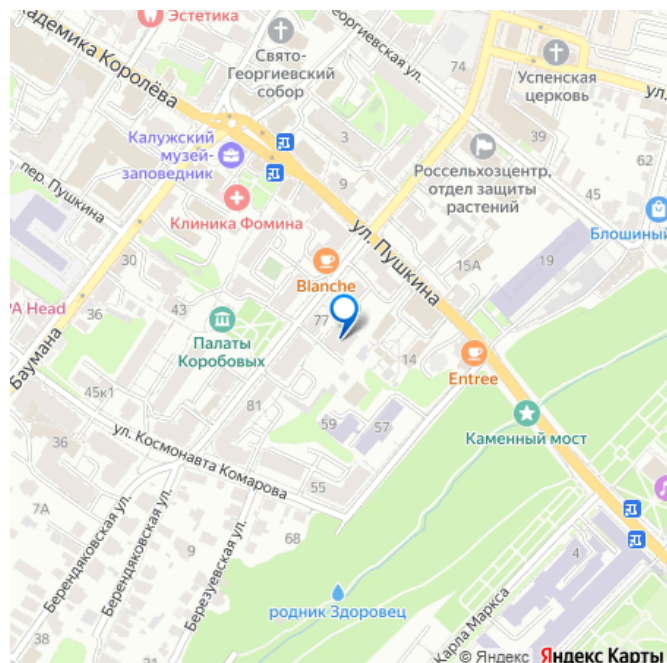 Эстетика
Академика Королёва
Свято-
Георгиевский
собор
Георгиевская ул.
74
Успенская
церковь
ул.
39
3
Калужский
музей-
заповедник
9
Россельхозцентр,
отдел защиты
растений
45
62
пер. Пушкина
Клиника Фомина
ул. Пушкина
Блошиный
30
Blanche
15А
19
PA Head
36
43
77
Палаты
Коробовых
14
Баумана
Entree
45к1
81
59
57
Каменный мост
36
ул. Космонавта Комарова
7А
55
Берендяковская ул.
Берендяковская ул.
9
Березуевская ул.
68
4
родник Здоровец
Карла Маркса
38
31
© Яндекс Яндекс Карты